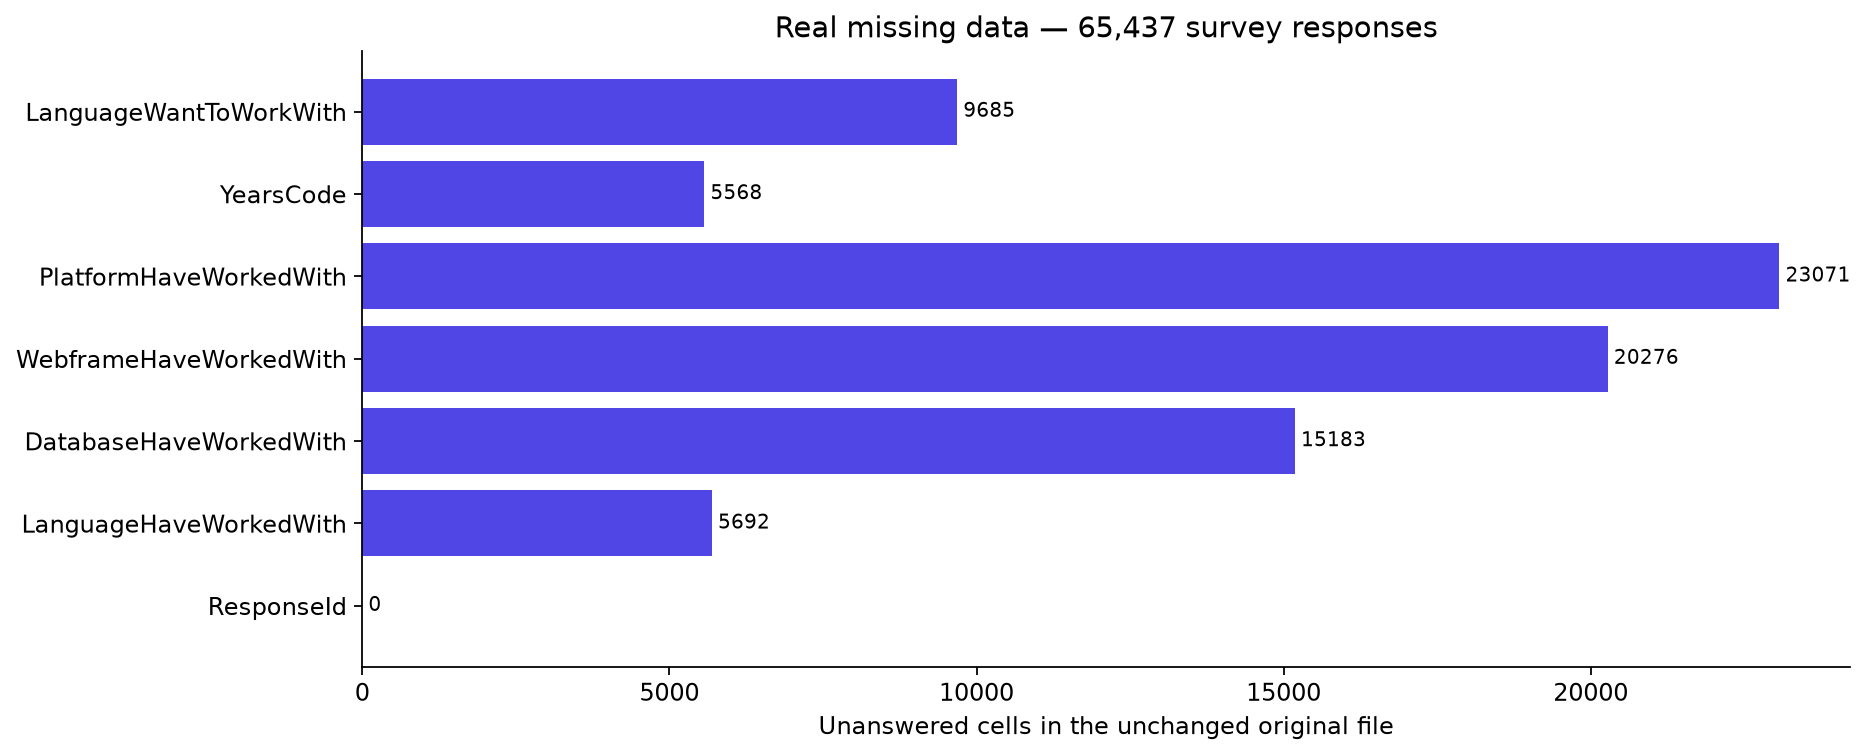 Real missing data — 65,437 survey responses
LanguageWantToWorkWith 9685
YearsCode 5568
PlatformHaveWorkedWith 23071
WebframeHaveWorkedWith 20276
DatabaseHaveWorkedWith 15183
LanguageHaveWorkedWith 5692
ResponseId 0
0 5000 10000 15000 20000
Unanswered cells in the unchanged original file